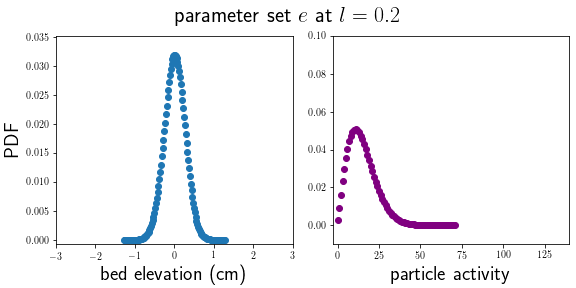 parameter set e at l = 0.2
PDF
0.035
0.030
0.025
0.020
0.015
0.010
0.005
0.000
−3 −2 −1 0 1 2 3
bed elevation (cm)
0.10
0.08
0.06
0.04
0.02
0.00
0 25 50 75 100 125
particle activity